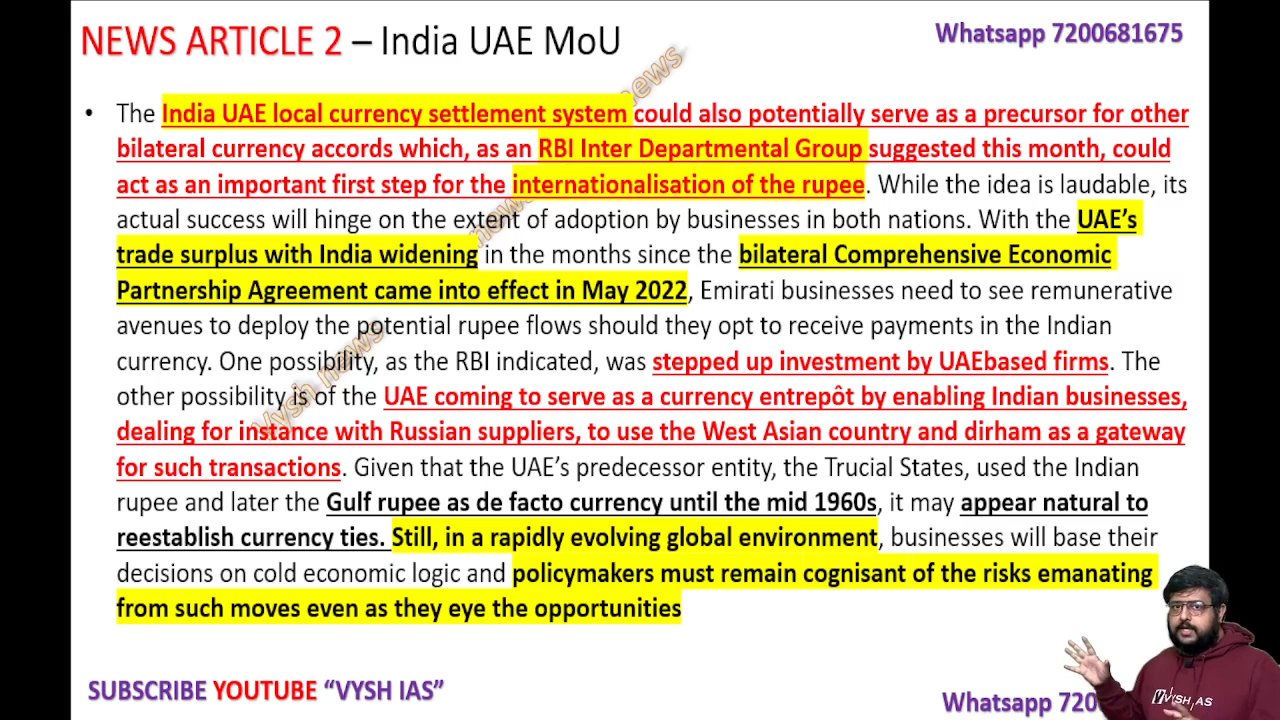 NEWS ARTICLE 2 – India UAE MoU
Whatsapp 7200681675
• The India UAE local currency settlement system could also potentially serve as a precursor for other
bilateral currency accords which, as an RBI Inter Departmental Group suggested this month, could
act as an important first step for the internationalisation of the rupee. While the idea is laudable, its
actual success will hinge on the extent of adoption by businesses in both nations. With the UAE's
trade surplus with India widening in the months since the bilateral Comprehensive Economic
Partnership Agreement came into effect in May 2022, Emirati businesses need to see remunerative
avenues to deploy the potential rupee flows should they opt to receive payments in the Indian
currency. One possibility, as the RBI indicated, was stepped up investment by UAEbased firms. The
other possibility is of the UAE coming to serve as a currency entrepôt by enabling Indian businesses,
dealing for instance with Russian suppliers, to use the West Asian country and dirham as a gateway
for such transactions. Given that the UAE's predecessor entity, the Trucial States, used the Indian
rupee and later the Gulf rupee as de facto currency until the mid 1960s, it may appear natural to
reestablish currency ties. Still, in a rapidly evolving global environment, businesses will base their
decisions on cold economic logic and policymakers must remain cognisant of the risks emanating
from such moves even as they eye the opportunities
Vysh news
news
news
SUBSCRIBE YOUTUBE “VYSH IAS”
Whatsapp 720
VYSH IAS